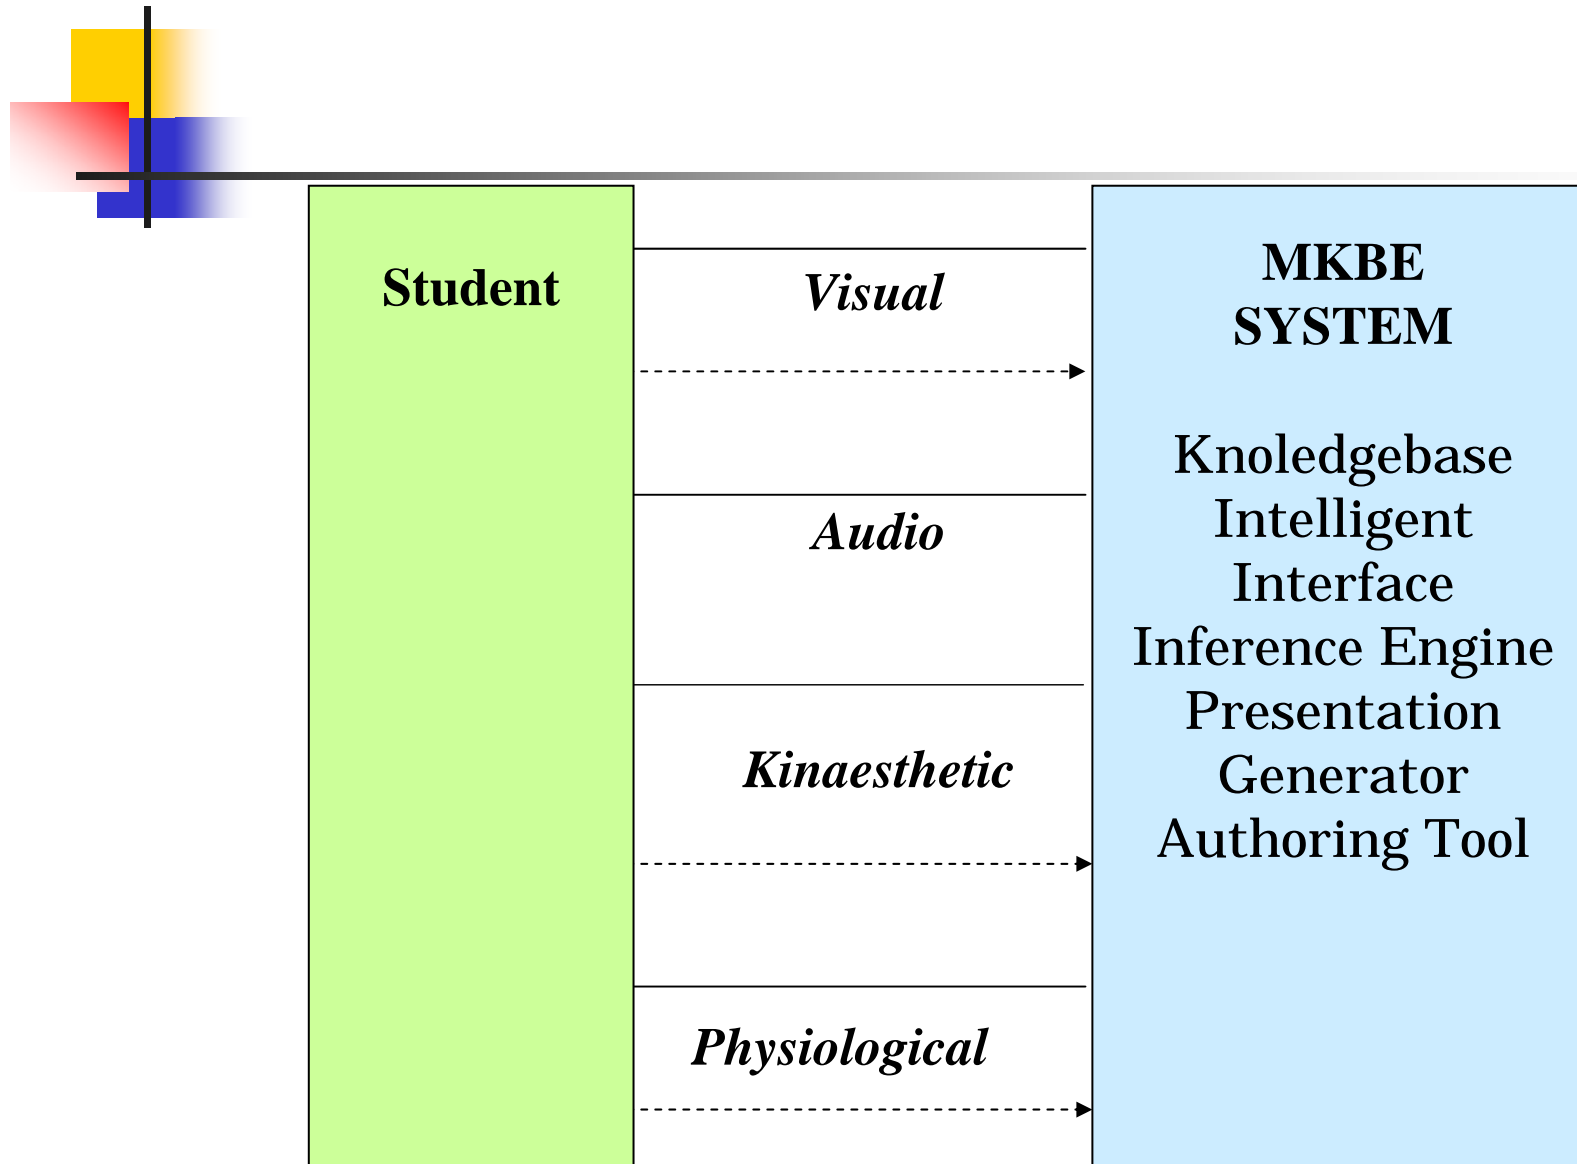 Student
Visual
Audio
Kinaesthetic
Physiological
MKBE
SYSTEM
Knoledgebase
Intelligent
Interface
Inference Engine
Presentation
Generator
Authoring Tool